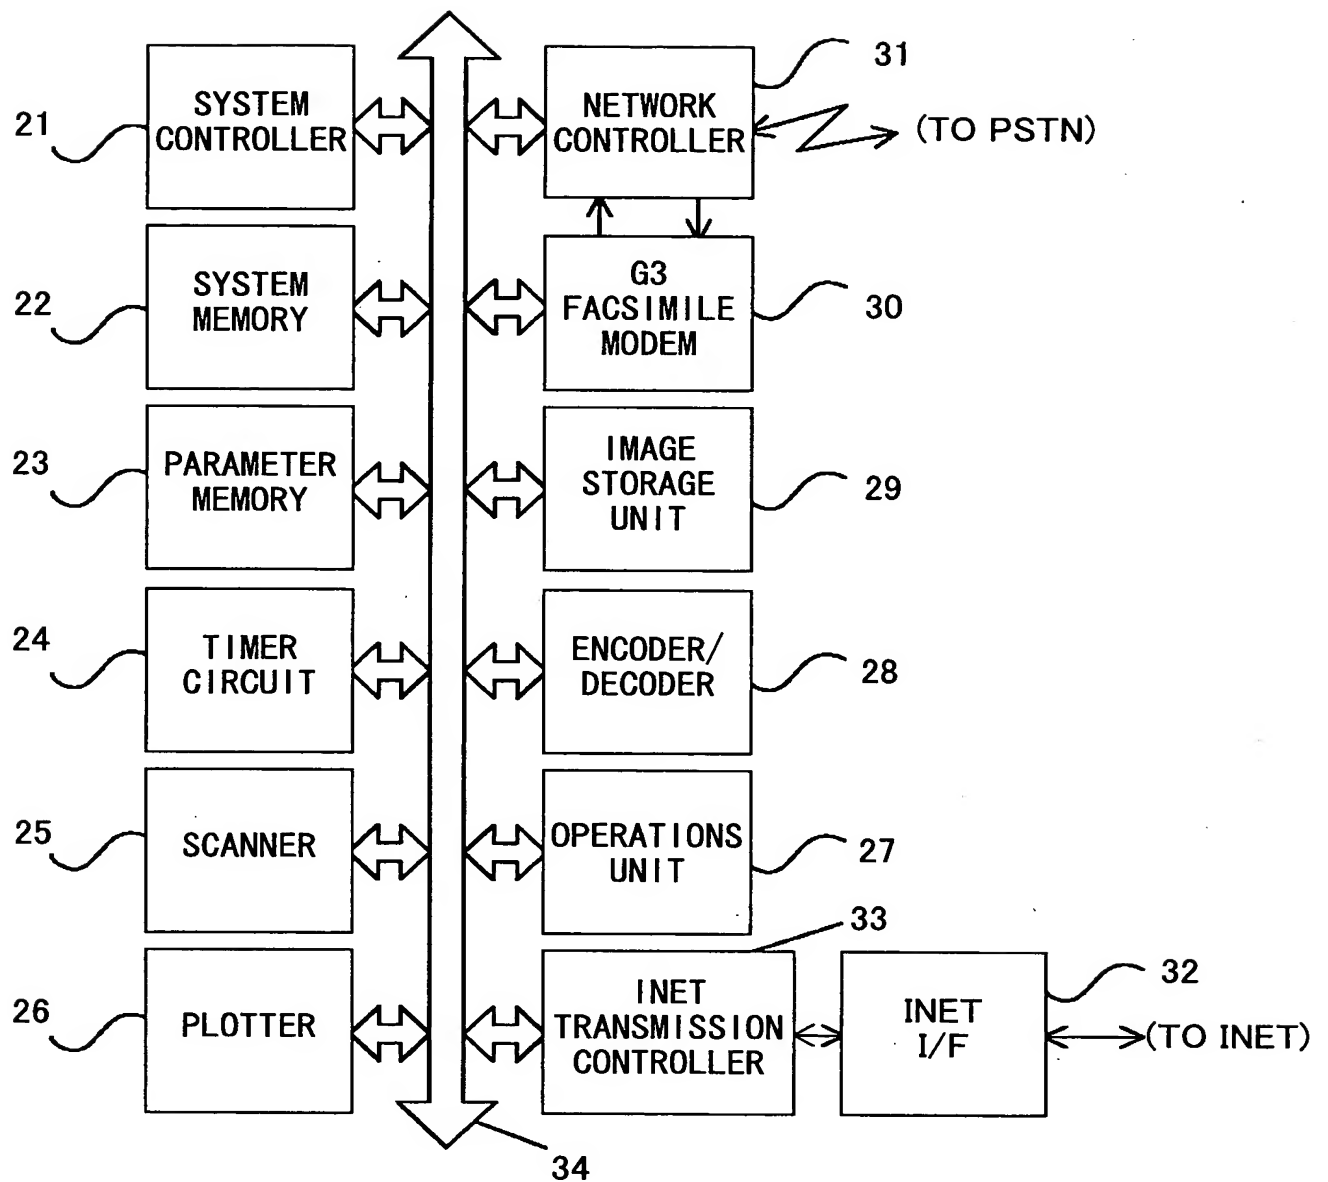 21
SYSTEM
CONTROLLER
NETWORK
CONTROLLER
31
(TO PSTN)
22
SYSTEM
MEMORY
G3
FACSIMILE
MODEM
30
23
PARAMETER
MEMORY
IMAGE
STORAGE
UNIT
29
24
TIMER
CIRCUIT
ENCODER/
DECODER
28
25
SCANNER
OPERATIONS
UNIT
27
26
PLOTTER
33
INET
TRANSMISSION
CONTROLLER
INET
I/F
32
(TO INET)
34